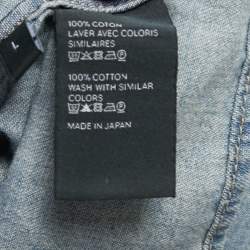 L
100% COTON
LAVER AVEC COLORIS
SIMILAIRES
100% COTTON
WASH WITH SIMILAR
COLORS
MADE IN JAPAN